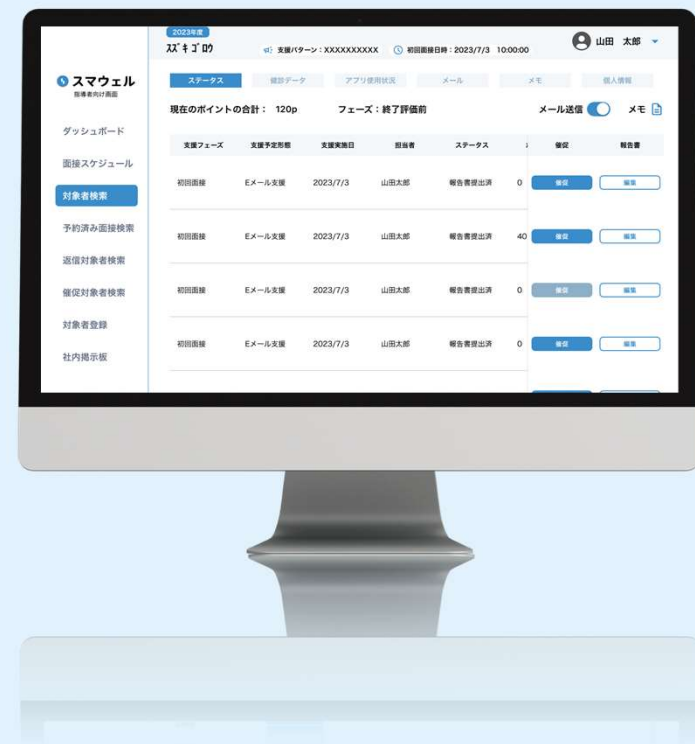 2023年度
ｽｽﾞｷ ｺﾞﾛｳ
支援パターン：XXXXXXXXXX
初回面接日時：2023/7/3 10:00:00
山田 太郎
スマウェル
指導者向け画面
ダッシュボード
面接スケジュール
対象者検索
予約済み面接検索
返信対象者検索
催促対象者検索
対象者登録
社内掲示板
ステータス 健診データ アプリ使用状況 メール メモ 個人情報
現在のポイントの合計： 120p フェーズ：終了評価前 メール送信 メモ
支援フェーズ 支援予定形態 支援実施日 担当者 ステータス 催促 報告書
初回面接 Eメール支援 2023/7/3 山田太郎 報告書提出済 0 催促 編集
初回面接 Eメール支援 2023/7/3 山田太郎 報告書提出済 40 催促 編集
初回面接 Eメール支援 2023/7/3 山田太郎 報告書提出済 0 催促 編集
初回面接 Eメール支援 2023/7/3 山田太郎 報告書提出済 0 催促 編集